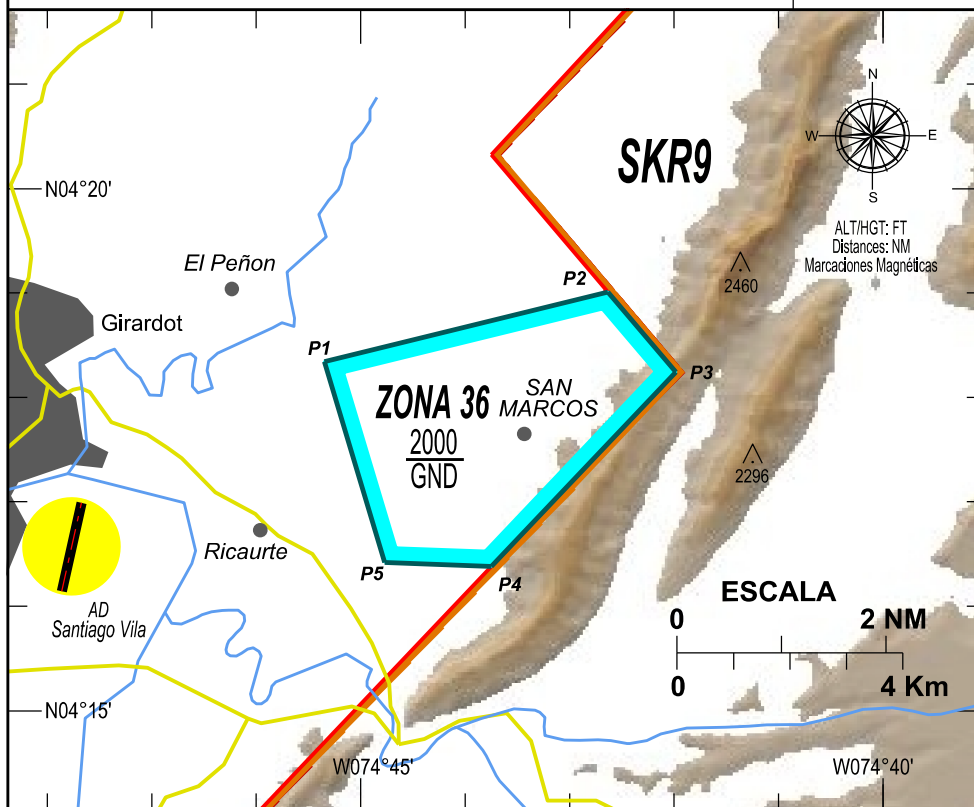 N
W
E
S
SKR9
N04°20'
ALT/HGT: FT
Distances: NM
Marcaciones Magnéticas
El Peñon
P2
2460
Girardot
P1
P3
ZONA 36
SAN
MARCOS
2000
GND
2296
Ricaurte
P5
P4
AD
Santiago Vila
ESCALA
0
2 NM
0
4 Km
N04°15'
W074°45'
W074°40'